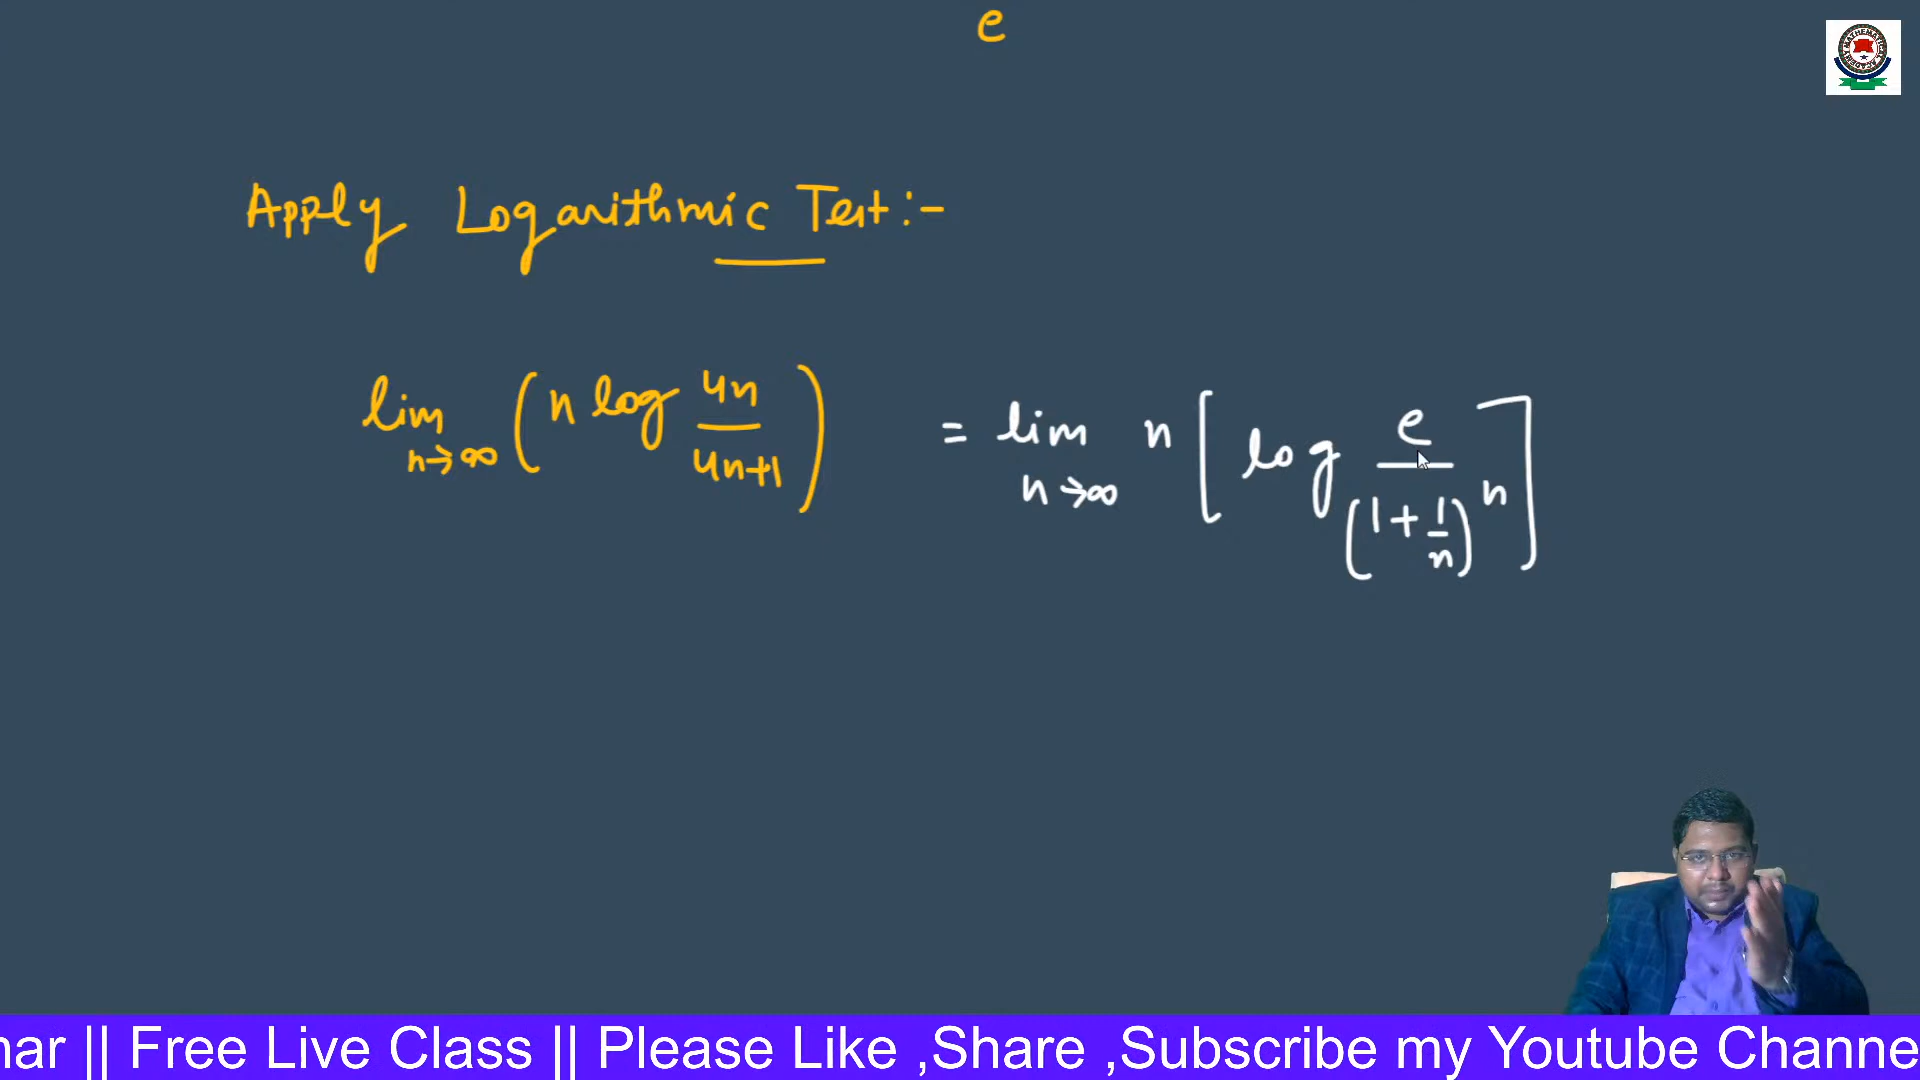 e
Apply Logarithmic Test:-
lim n→∞ (n log 4n/4n+1) = lim n→∞ n [log e/(1+1/n)^n]
nar || Free Live Class || Please Like ,Share ,Subscribe my Youtube Channe